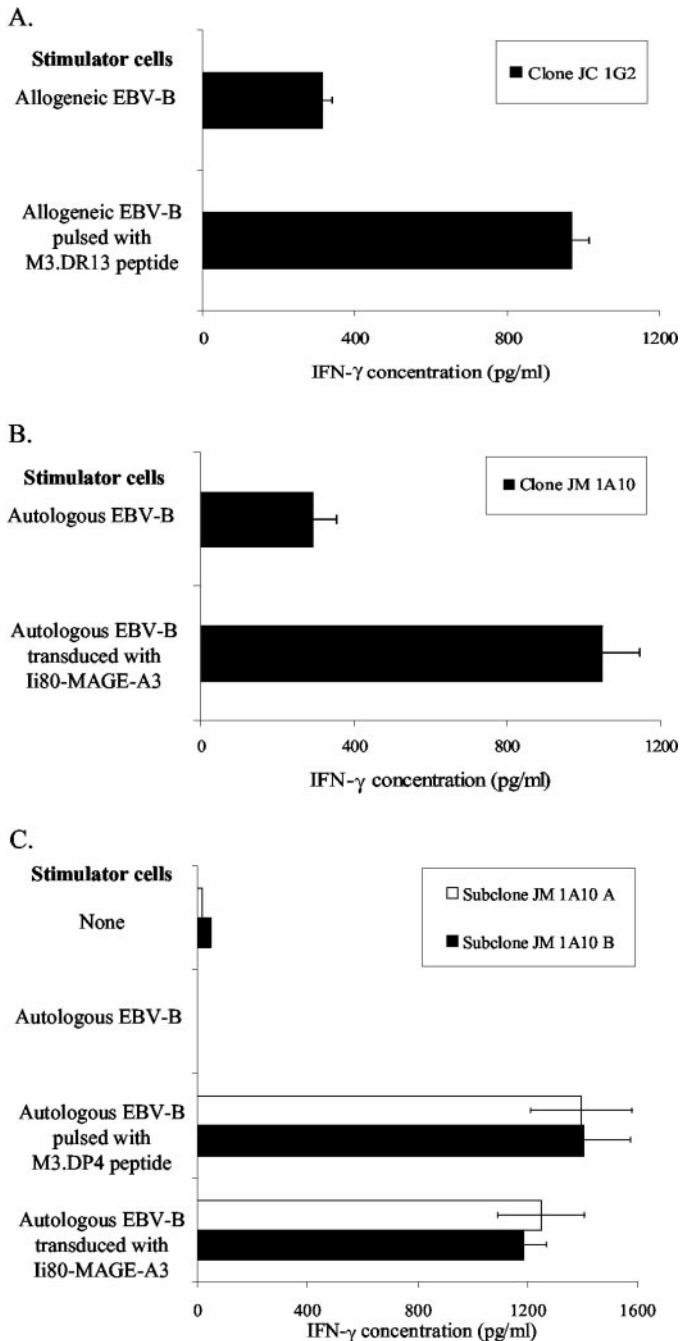 A.
Stimulator cells
Allogeneic EBV-B
Allogeneic EBV-B
pulsed with
M3.DR13 peptide
■ Clone JC 1G2
0 400 800 1200
IFN-γ concentration (pg/ml)
B.
Stimulator cells
Autologous EBV-B
Autologous EBV-B
transduced with
Ii80-MAGE-A3
■ Clone JM 1A10
0 400 800 1200
IFN-γ concentration (pg/ml)
C.
Stimulator cells
None
Autologous EBV-B
Autologous EBV-B
pulsed with
M3.DP4 peptide
Autologous EBV-B
transduced with
Ii80-MAGE-A3
□ Subclone JM 1A10 A
■ Subclone JM 1A10 B
0 400 800 1200 1600
IFN-γ concentration (pg/ml)